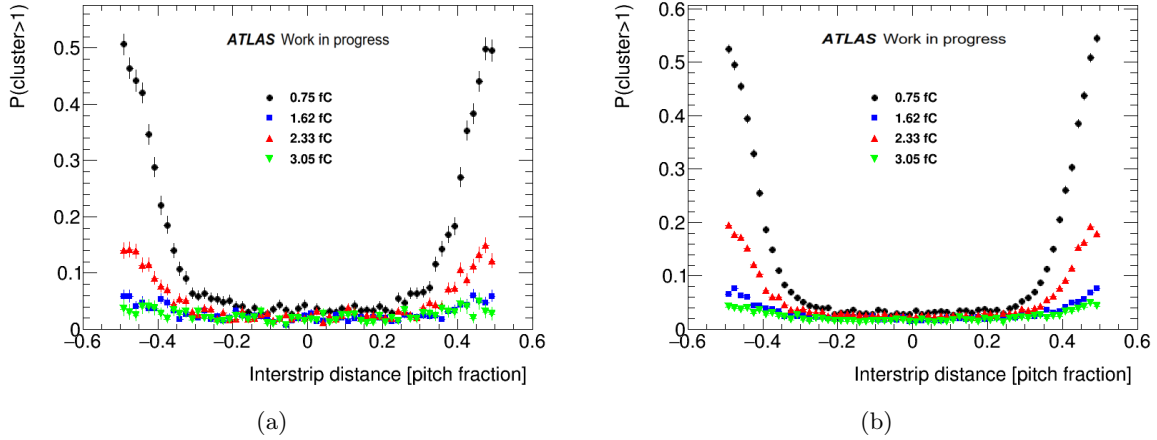 P(cluster>1)
ATLAS Work in progress
0.75 fC
1.62 fC
2.33 fC
3.05 fC
0.5
0.4
0.3
0.2
0.1
0
−0.6 −0.4 −0.2 0 0.2 0.4 0.6
Interstrip distance [pitch fraction]
(a)
P(cluster>1)
ATLAS Work in progress
0.75 fC
1.62 fC
2.33 fC
3.05 fC
0.6
0.5
0.4
0.3
0.2
0.1
0
−0.6 −0.4 −0.2 0 0.2 0.4 0.6
Interstrip distance [pitch fraction]
(b)